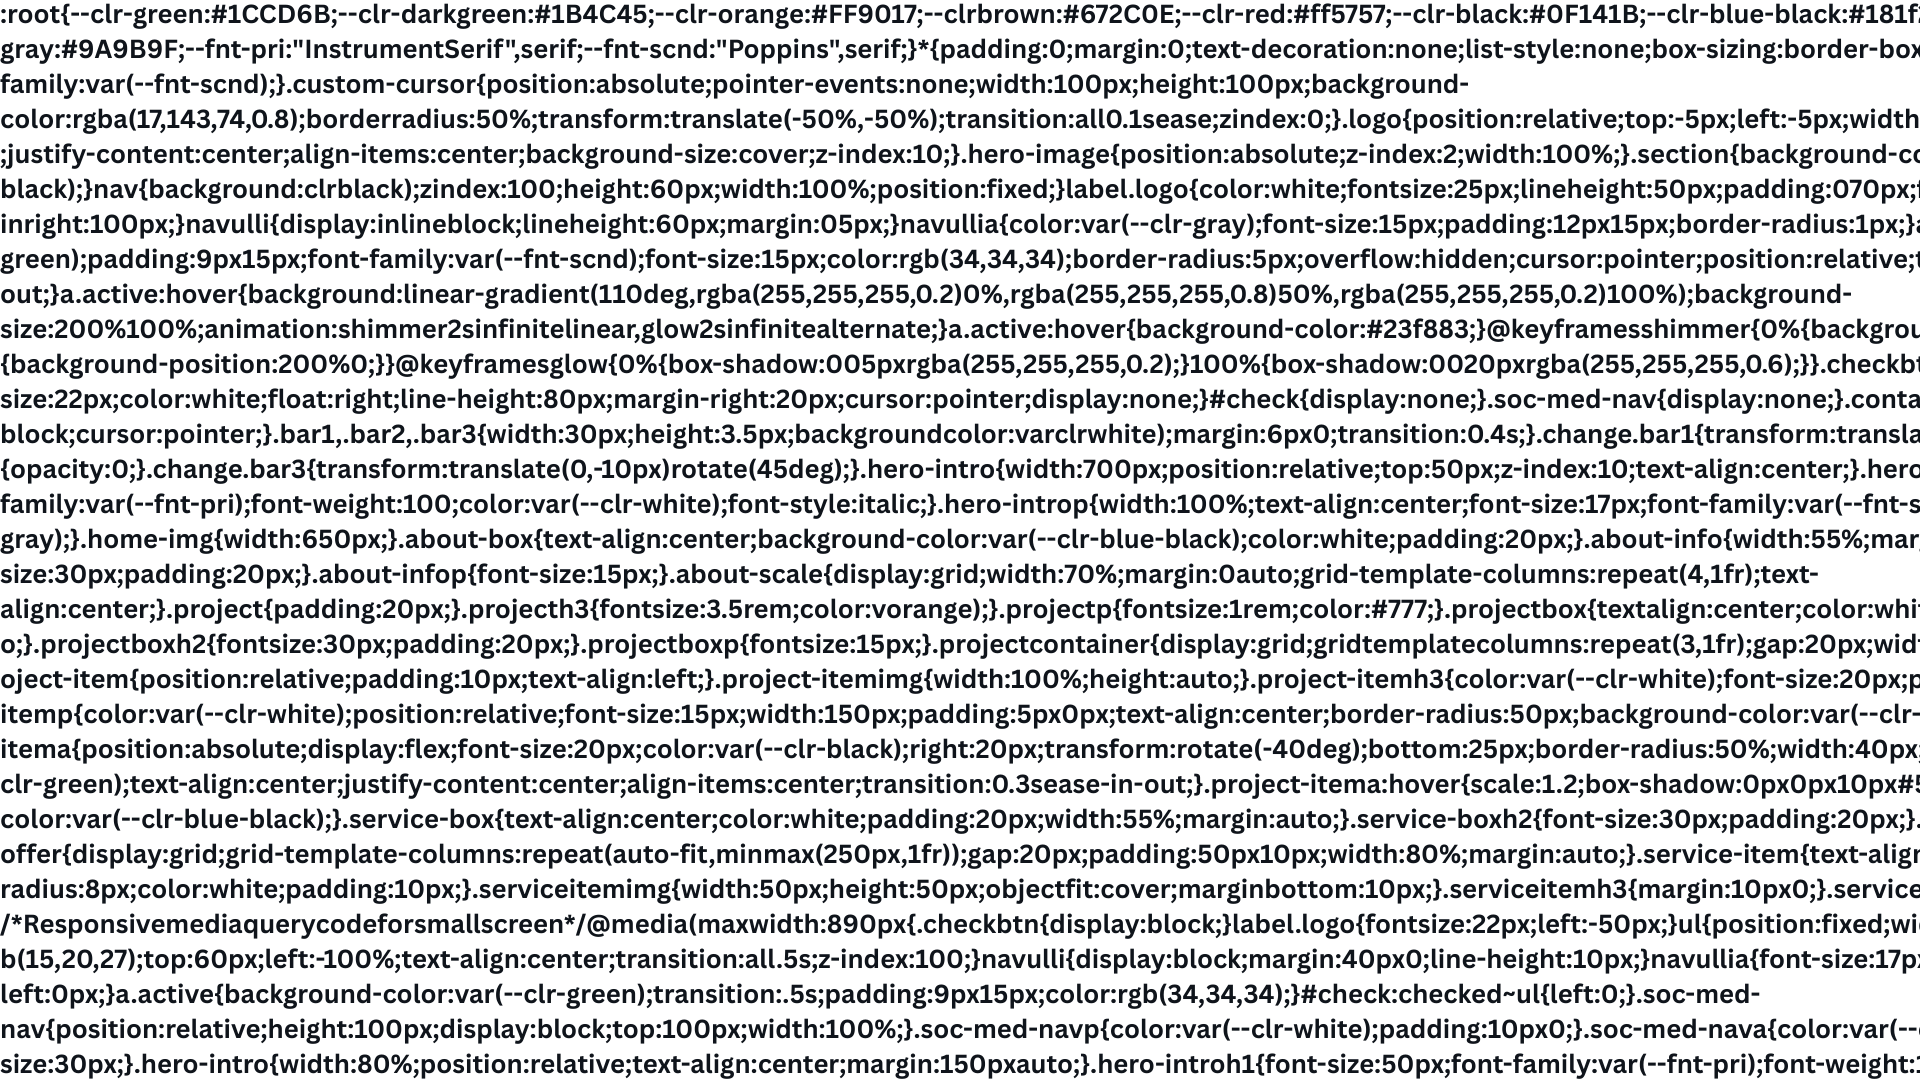 :root{--clr-green:#1CCD6B;--clr-darkgreen:#1B4C45;--clr-orange:#FF9017;--clrbrown:#672C0E;--clr-red:#ff5757;--clr-black:#0F141B;--clr-blue-black:#181f
gray:#9A9B9F;--fnt-pri:"InstrumentSerif",serif;--fnt-scnd:"Poppins",serif;}*{padding:0;margin:0;text-decoration:none;list-style:none;box-sizing:border-box
family:var(--fnt-scnd);}.custom-cursor{position:absolute;pointer-events:none;width:100px;height:100px;background-
color:rgba(17,143,74,0.8);borderradius:50%;transform:translate(-50%,-50%);transition:all0.1sease;zindex:0;}.logo{position:relative;top:-5px;left:-5px;width
;justify-content:center;align-items:center;background-size:cover;z-index:10;}.hero-image{position:absolute;z-index:2;width:100%;}.section{background-co
black);}nav{background:clrblack);zindex:100;height:60px;width:100%;position:fixed;}label.logo{color:white;fontsize:25px;lineheight:50px;padding:070px;f
inright:100px;}navulli{display:inlineblock;lineheight:60px;margin:05px;}navullia{color:var(--clr-gray);font-size:15px;padding:12px15px;border-radius:1px;}a
green);padding:9px15px;font-family:var(--fnt-scnd);font-size:15px;color:rgb(34,34,34);border-radius:5px;overflow:hidden;cursor:pointer;position:relative;t
out;}a.active:hover{background:linear-gradient(110deg,rgba(255,255,255,0.2)0%,rgba(255,255,255,0.8)50%,rgba(255,255,255,0.2)100%);background-
size:200%100%;animation:shimmer2sinfinitelinear,glow2sinfinitealternate;}a.active:hover{background-color:#23f883;}@keyframesshimmer{0%{backgrou
{background-position:200%0;}}@keyframesglow{0%{box-shadow:005pxrgba(255,255,255,0.2);}100%{box-shadow:0020pxrgba(255,255,255,0.6);}}.checkbt
size:22px;color:white;float:right;line-height:80px;margin-right:20px;cursor:pointer;display:none;}#check{display:none;}.soc-med-nav{display:none;}.conta
block;cursor:pointer;}.bar1,.bar2,.bar3{width:30px;height:3.5px;backgroundcolor:varclrwhite);margin:6px0;transition:0.4s;}.change.bar1{transform:transla
{opacity:0;}.change.bar3{transform:translate(0,-10px)rotate(45deg);}.hero-intro{width:700px;position:relative;top:50px;z-index:10;text-align:center;}.hero
family:var(--fnt-pri);font-weight:100;color:var(--clr-white);font-style:italic;}.hero-introp{width:100%;text-align:center;font-size:17px;font-family:var(--fnt-s
gray);}.home-img{width:650px;}.about-box{text-align:center;background-color:var(--clr-blue-black);color:white;padding:20px;}.about-info{width:55%;mar
size:30px;padding:20px;}.about-infop{font-size:15px;}.about-scale{display:grid;width:70%;margin:0auto;grid-template-columns:repeat(4,1fr);text-
align:center;}.project{padding:20px;}.projecth3{fontsize:3.5rem;color:vorange);}.projectp{fontsize:1rem;color:#777;}.projectbox{textalign:center;color:whi
o;}.projectboxh2{fontsize:30px;padding:20px;}.projectboxp{fontsize:15px;}.projectcontainer{display:grid;gridtemplatecolumns:repeat(3,1fr);gap:20px;wid
oject-item{position:relative;padding:10px;text-align:left;}.project-itemimg{width:100%;height:auto;}.project-itemh3{color:var(--clr-white);font-size:20px;p
itemp{color:var(--clr-white);position:relative;font-size:15px;width:150px;padding:5px0px;text-align:center;border-radius:50px;background-color:var(--clr-
itema{position:absolute;display:flex;font-size:20px;color:var(--clr-black);right:20px;transform:rotate(-40deg);bottom:25px;border-radius:50%;width:40px;
clr-green);text-align:center;justify-content:center;align-items:center;transition:0.3sease-in-out;}.project-itema:hover{scale:1.2;box-shadow:0px0px10px#5
color:var(--clr-blue-black);}.service-box{text-align:center;color:white;padding:20px;width:55%;margin:auto;}.service-boxh2{font-size:30px;padding:20px;}.
offer{display:grid;grid-template-columns:repeat(auto-fit,minmax(250px,1fr));gap:20px;padding:50px10px;width:80%;margin:auto;}.service-item{text-align
radius:8px;color:white;padding:10px;}.serviceitemimg{width:50px;height:50px;objectfit:cover;marginbottom:10px;}.serviceitemh3{margin:10px0;}.service
/*Responsivemediaquerycodeforsmallscreen*/@media(maxwidth:890px{.checkbtn{display:block;}label.logo{fontsize:22px;left:-50px;}ul{position:fixed;wi
b(15,20,27);top:60px;left:-100%;text-align:center;transition:all.5s;z-index:100;}navulli{display:block;margin:40px0;line-height:10px;}navullia{font-size:17px
left:0px;}a.active{background-color:var(--clr-green);transition:.5s;padding:9px15px;color:rgb(34,34,34);}#check:checked~ul{left:0;}.soc-med-
nav{position:relative;height:100px;display:block;top:100px;width:100%;}.soc-med-navp{color:var(--clr-white);padding:10px0;}.soc-med-nava{color:var(--c
size:30px;}.hero-intro{width:80%;position:relative;text-align:center;margin:150pxauto;}.hero-introh1{font-size:50px;font-family:var(--fnt-pri);font-weight:1